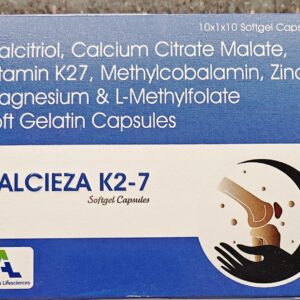 10x1x10 Softgel Caps
alcitriol, Calcium Citrate Malate,
tamin K27, Methylcobalamin, Zinc
agnesium & L-Methylfolate
oft Gelatin Capsules
ALCIEZA K2-7
Softgel Capsules
Lifesciences